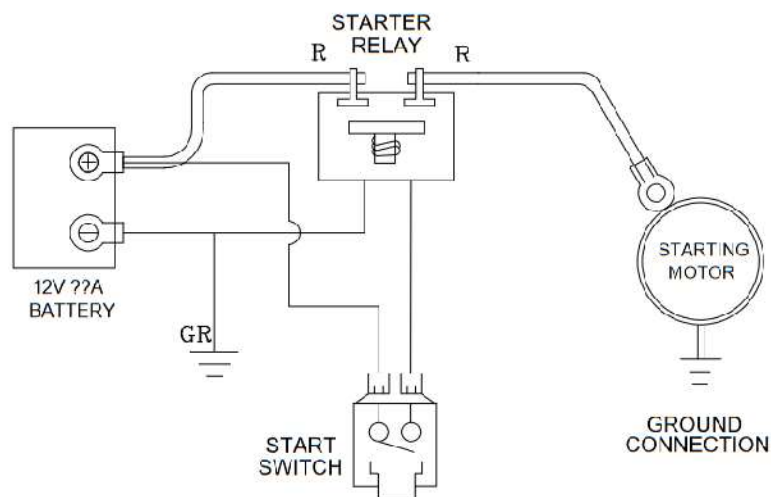 STARTER
RELAY
R
R
STARTING
MOTOR
12V ??A
BATTERY
GR
GROUND
CONNECTION
START
SWITCH